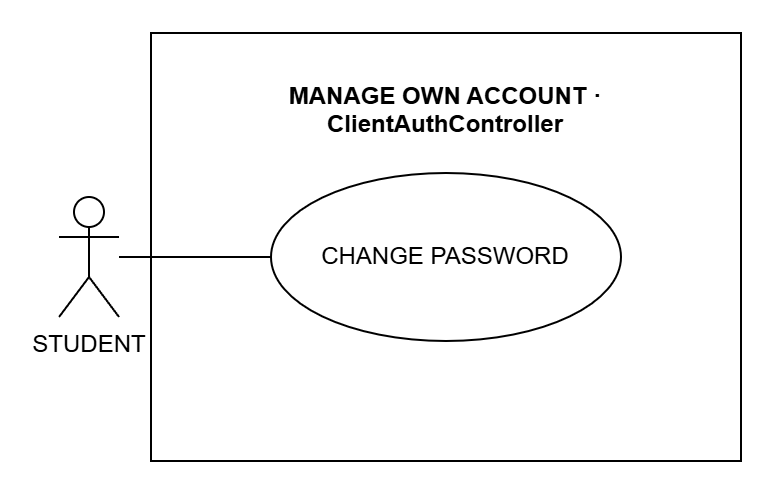 MANAGE OWN ACCOUNT ·
ClientAuthController
CHANGE PASSWORD
STUDENT